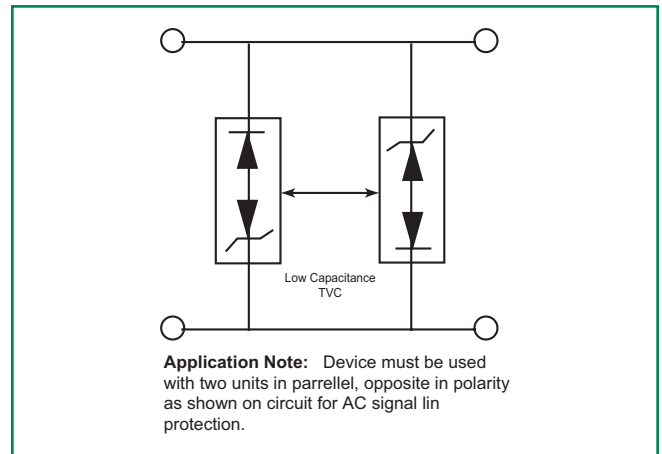 Low Capacitance
TVC
Application Note: Device must be used
with two units in parrellel, opposite in polarity
as shown on circuit for AC signal lin
protection.